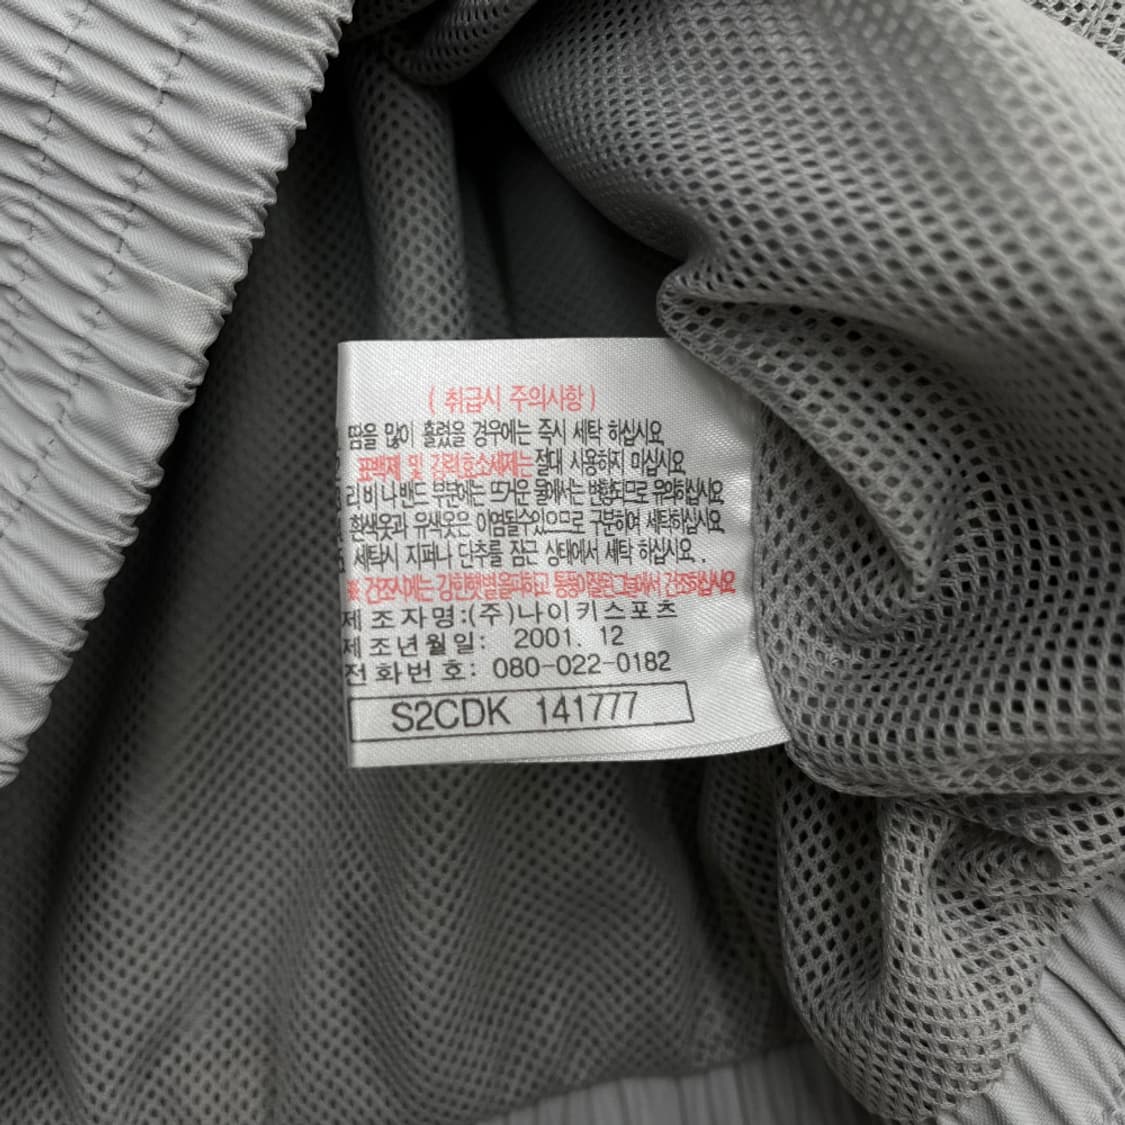 ( 취급시 주의사항 )
땀을 많이 흘렸을 경우에는 즉시 세탁 하십시요
표백제 및 강력효소세제는 절대 사용하지 마십시요
리비 나 밴드 부분에는 뜨거운 물에서는 변형되므로 유의하십시요
흰색옷과 유색옷은 이염될수있으므로 구분하여 세탁하십시요
세탁시 지퍼나 단추를 잠근 상태에서 세탁 하십시요 .
※ 건조시에는 강한햇볕을피하고 통풍이잘된그늘에서 건조하십시요
제조자명:(주)나이키스포츠
제조년월일: 2001. 12
전화번호: 080-022-0182
S2CDK 141777